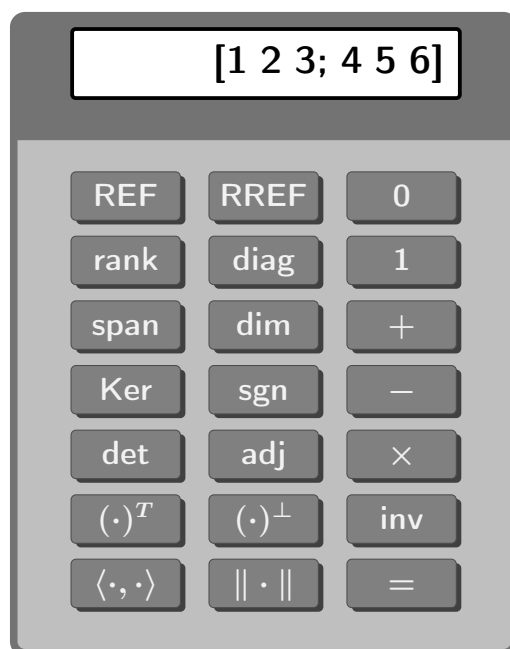 [1 2 3; 4 5 6]
REF RREF 0
rank diag 1
span dim +
Ker sgn −
det adj ×
(·)ᵀ (·)⊥ inv
⟨·,·⟩ ‖·‖ =